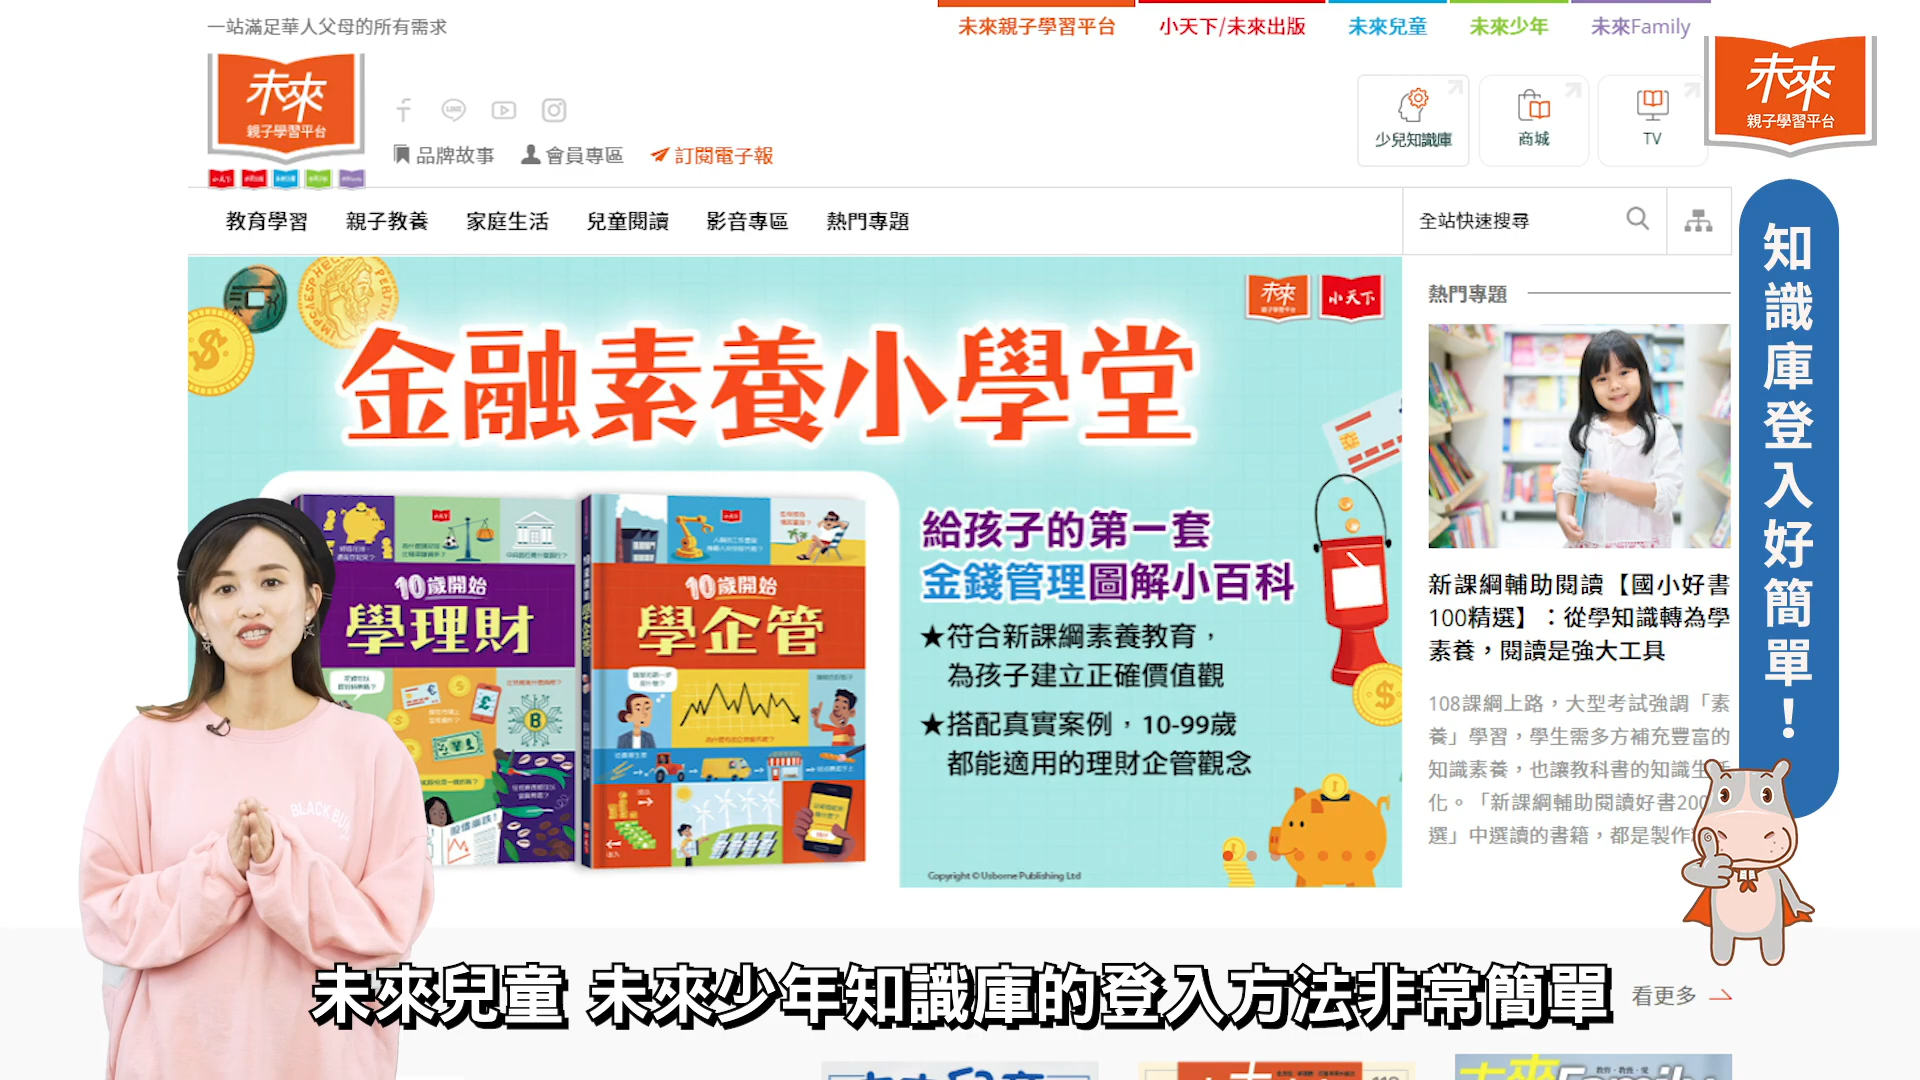 一站滿足華人父母的所有需求
未來親子學習平台
小天下/未來出版
未來兒童
未來少年
未來Family
未來
親子學習平台
品牌故事
會員專區
訂閱電子報
少兒知識庫
商城
TV
未來
親子學習平台
教育學習
親子教養
家庭生活
兒童閱讀
影音專區
熱門專題
全站快速搜尋
知識庫登入好簡單!
未來
小天下
金融素養小學堂
給孩子的第一套
金錢管理圖解小百科
★符合新課綱素養教育，
為孩子建立正確價值觀
★搭配真實案例，10-99歲
都能適用的理財企管觀念
Copyright © Usborne Publishing Ltd
10歲開始
學理財
10歲開始
學企管
BLACK
熱門專題
新課綱輔助閱讀【國小好書
100精選】：從學知識轉為學
素養，閱讀是強大工具
108課綱上路，大型考試強調「素
養」學習，學生需多方補充豐富的
知識素養，也讓教科書的知識生活
化。「新課綱輔助閱讀好書200
選」中選讀的書籍，都是製作
未來兒童 未來少年知識庫的登入方法非常簡單
看更多
Family